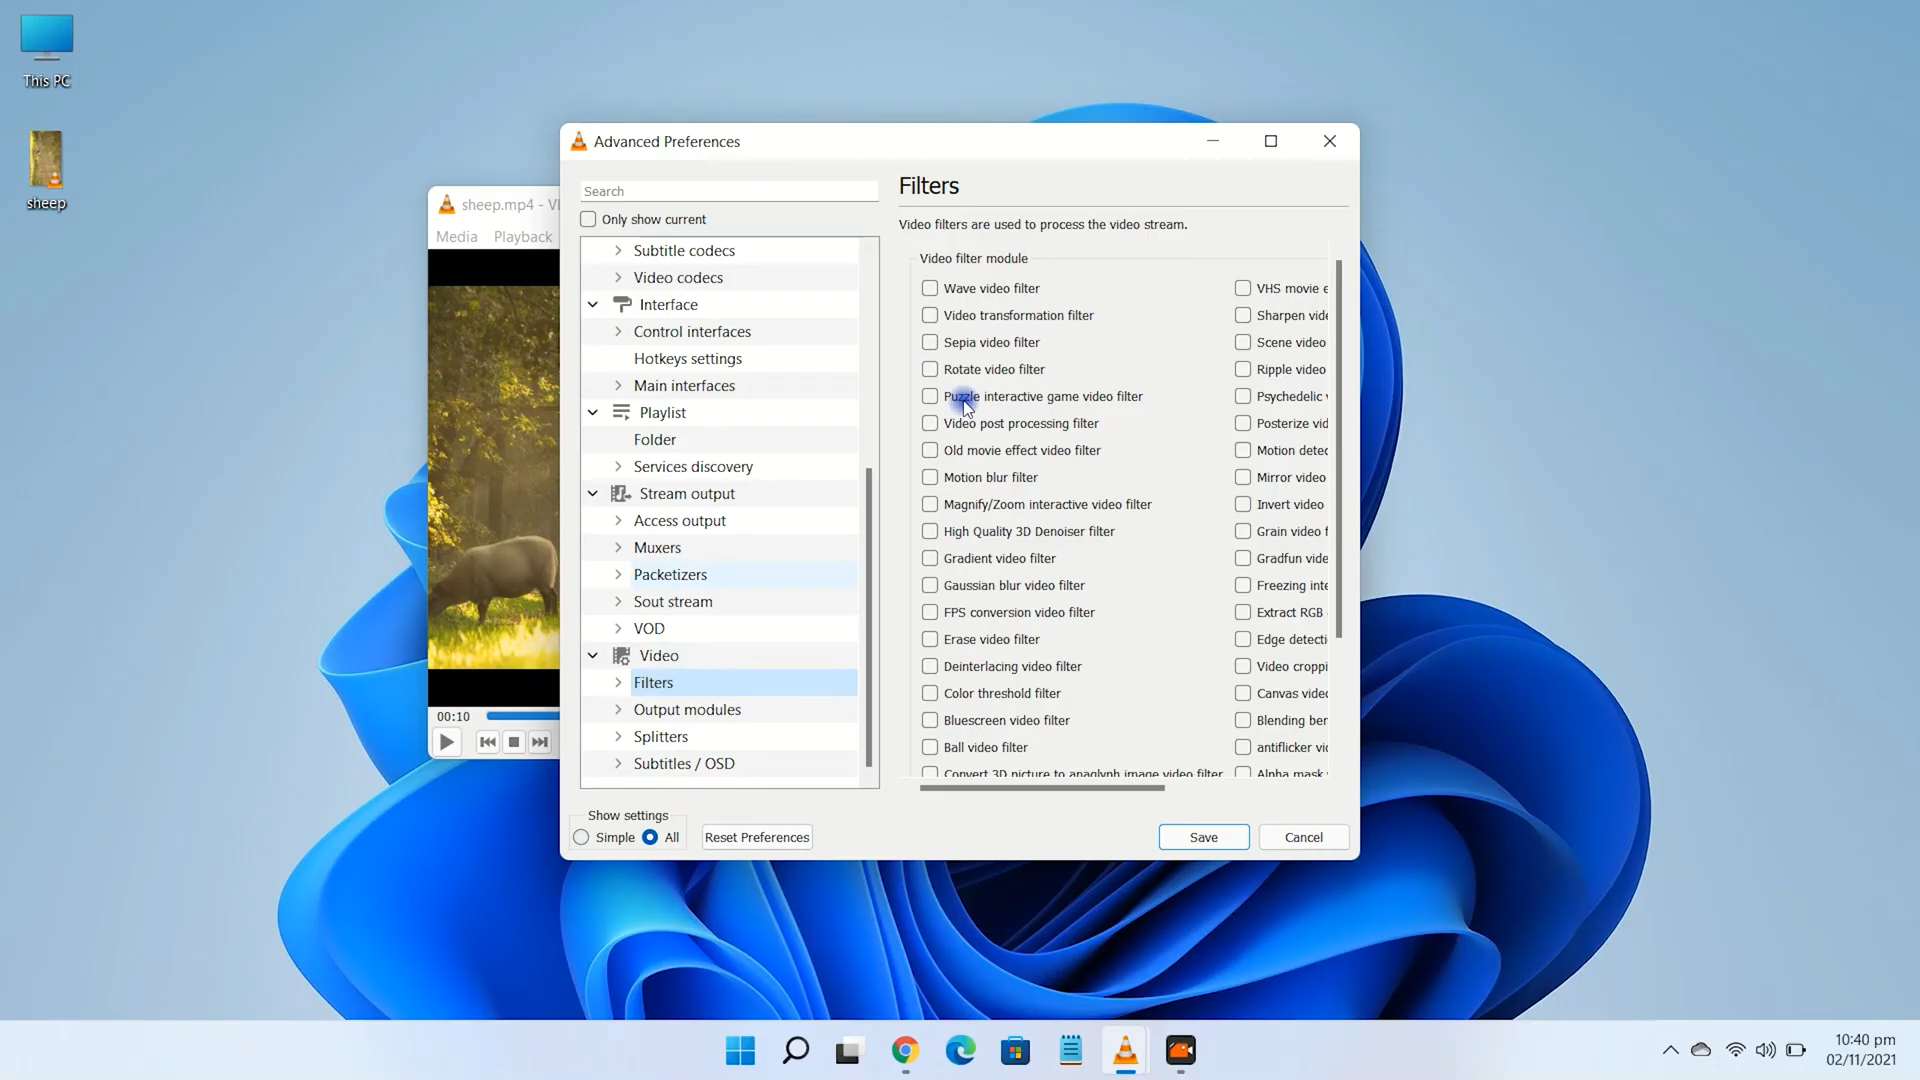 This PC
sheep
sheep.mp4 - Vl
Media Playback
00:10
Advanced Preferences
Search
Only show current
Subtitle codecs
Video codecs
Interface
Control interfaces
Hotkeys settings
Main interfaces
Playlist
Folder
Services discovery
Stream output
Access output
Muxers
Packetizers
Sout stream
VOD
Video
Filters
Output modules
Splitters
Subtitles / OSD
Show settings
Simple All
Reset Preferences
Filters
Video filters are used to process the video stream.
Video filter module
Wave video filter VHS movie e
Video transformation filter Sharpen vide
Sepia video filter Scene video
Rotate video filter Ripple video
Puzzle interactive game video filter Psychedelic v
Video post processing filter Posterize vid
Old movie effect video filter Motion detec
Motion blur filter Mirror video
Magnify/Zoom interactive video filter Invert video
High Quality 3D Denoiser filter Grain video f
Gradient video filter Gradfun vide
Gaussian blur video filter Freezing inte
FPS conversion video filter Extract RGB
Erase video filter Edge detecti
Deinterlacing video filter Video croppi
Color threshold filter Canvas videc
Bluescreen video filter Blending ber
Ball video filter antiflicker vic
Convert 3D picture to anaglyph image video filter Alpha mask
Save Cancel
10:40 pm
02/11/2021